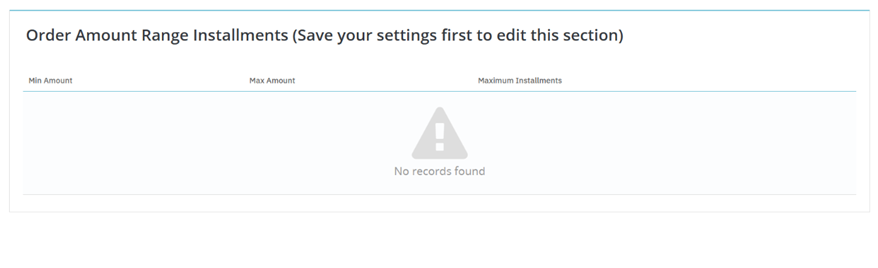 Order Amount Range Installments (Save your settings first to edit this section)
Min Amount Max Amount Maximum Installments
No records found